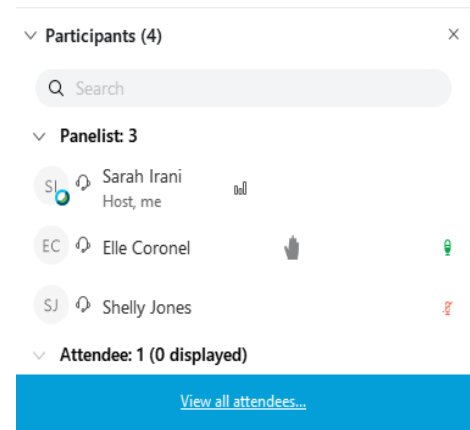 Participants (4)
Search
Panelist: 3
SI Sarah Irani
Host, me
EC Elle Coronel
SJ Shelly Jones
Attendee: 1 (0 displayed)
View all attendees...